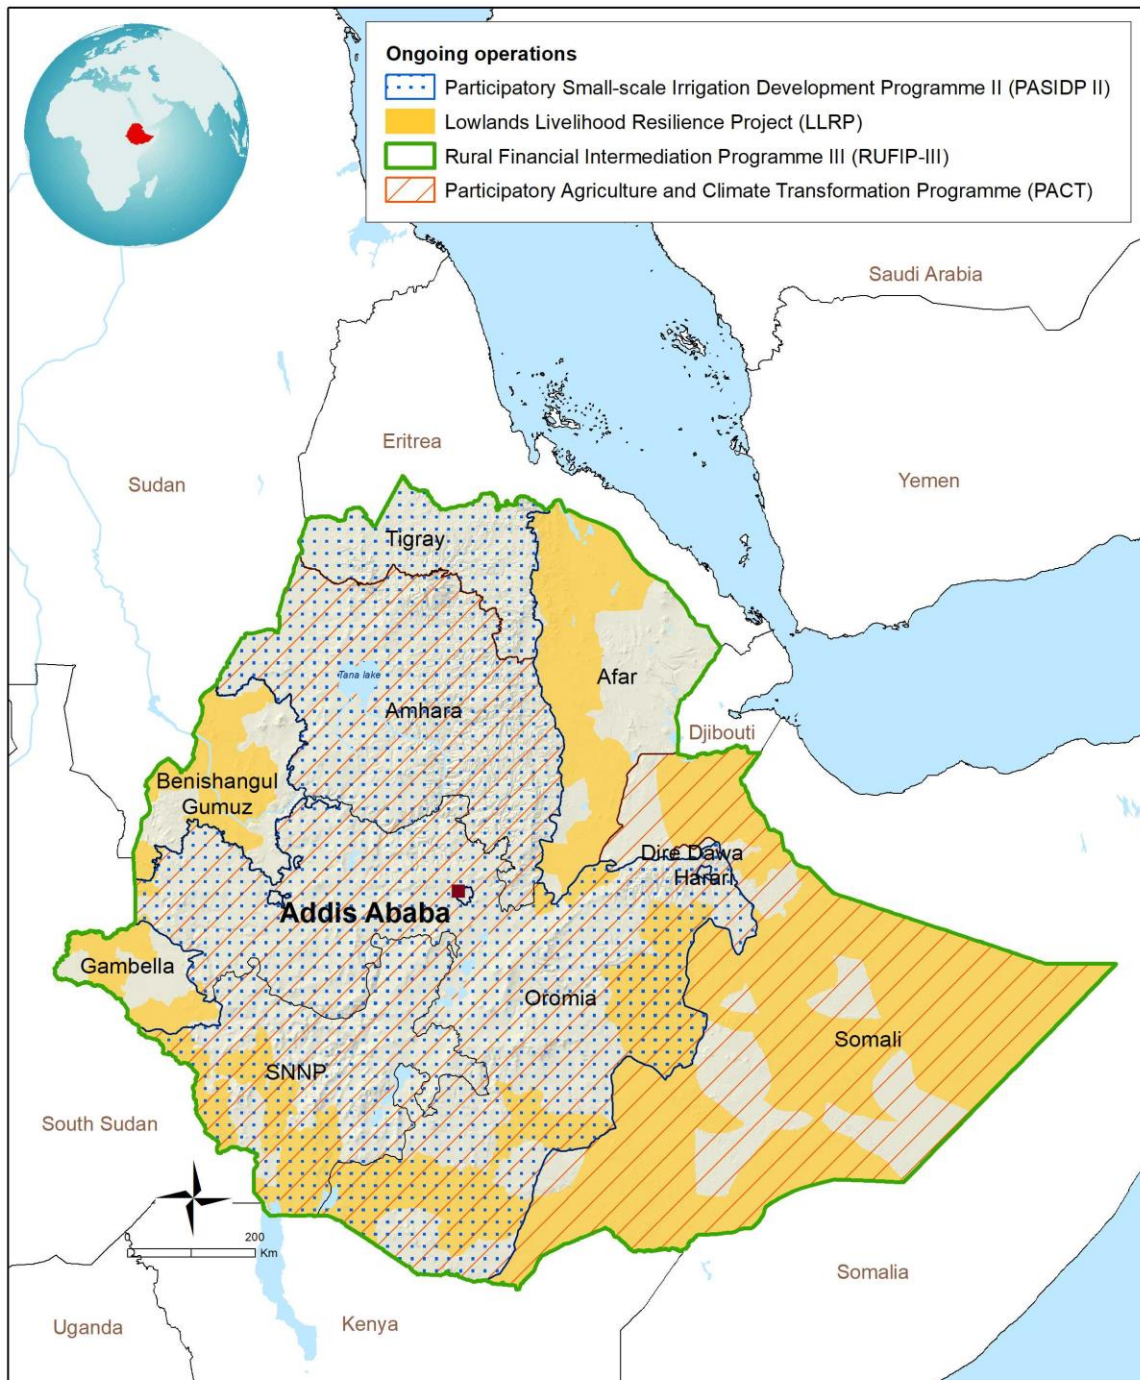 Ongoing operations
Participatory Small-scale Irrigation Development Programme II (PASIDP II)
Lowlands Livelihood Resilience Project (LLRP)
Rural Financial Intermediation Programme III (RUFIP-III)
Participatory Agriculture and Climate Transformation Programme (PACT)
Saudi Arabia
Eritrea
Sudan
Yemen
Tigray
Tana lake
Afar
Amhara
Djibouti
Benishangul
Gumuz
Dire Dawa
Harari
Addis Ababa
Gambella
Oromia
Somali
SNNP
South Sudan
0
200
Km
Somalia
Uganda
Kenya